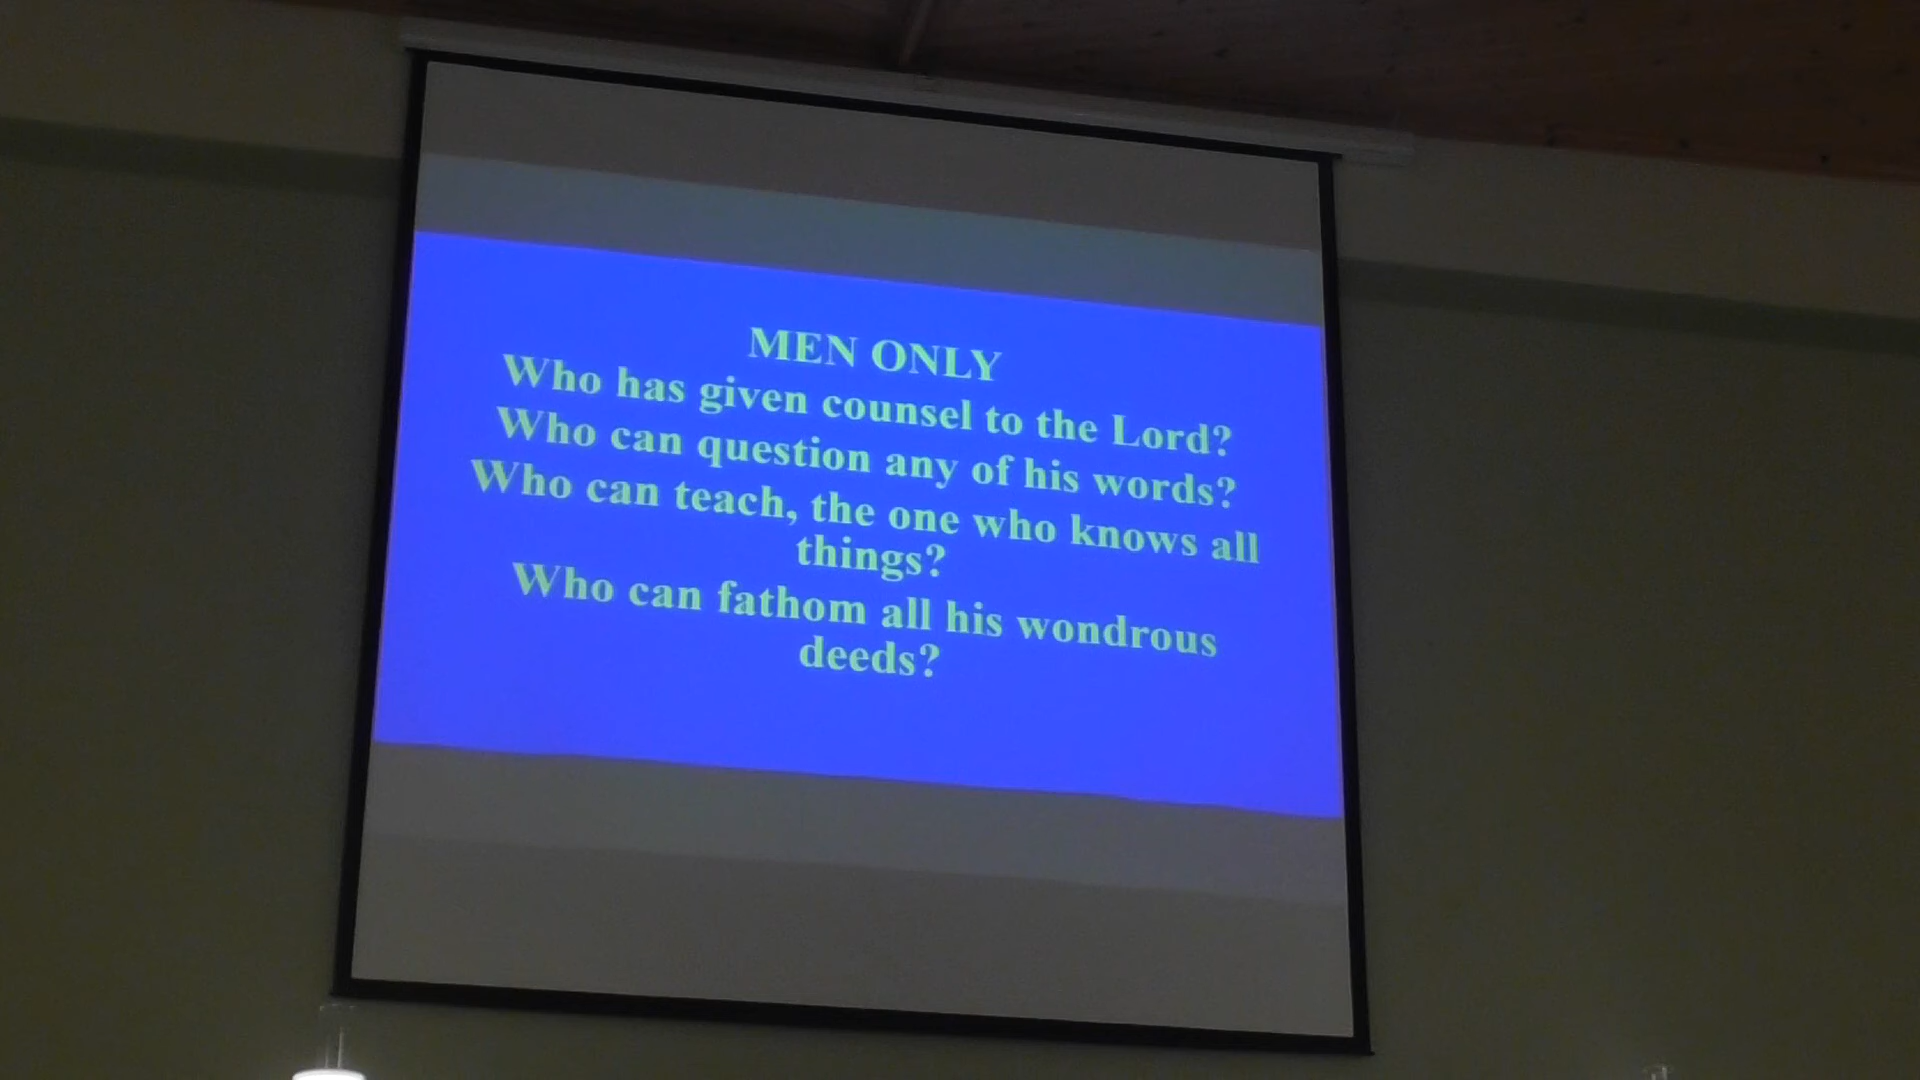 MEN ONLY
Who has given counsel to the Lord?
Who can question any of his words?
Who can teach, the one who knows all
things?
Who can fathom all his wondrous
deeds?